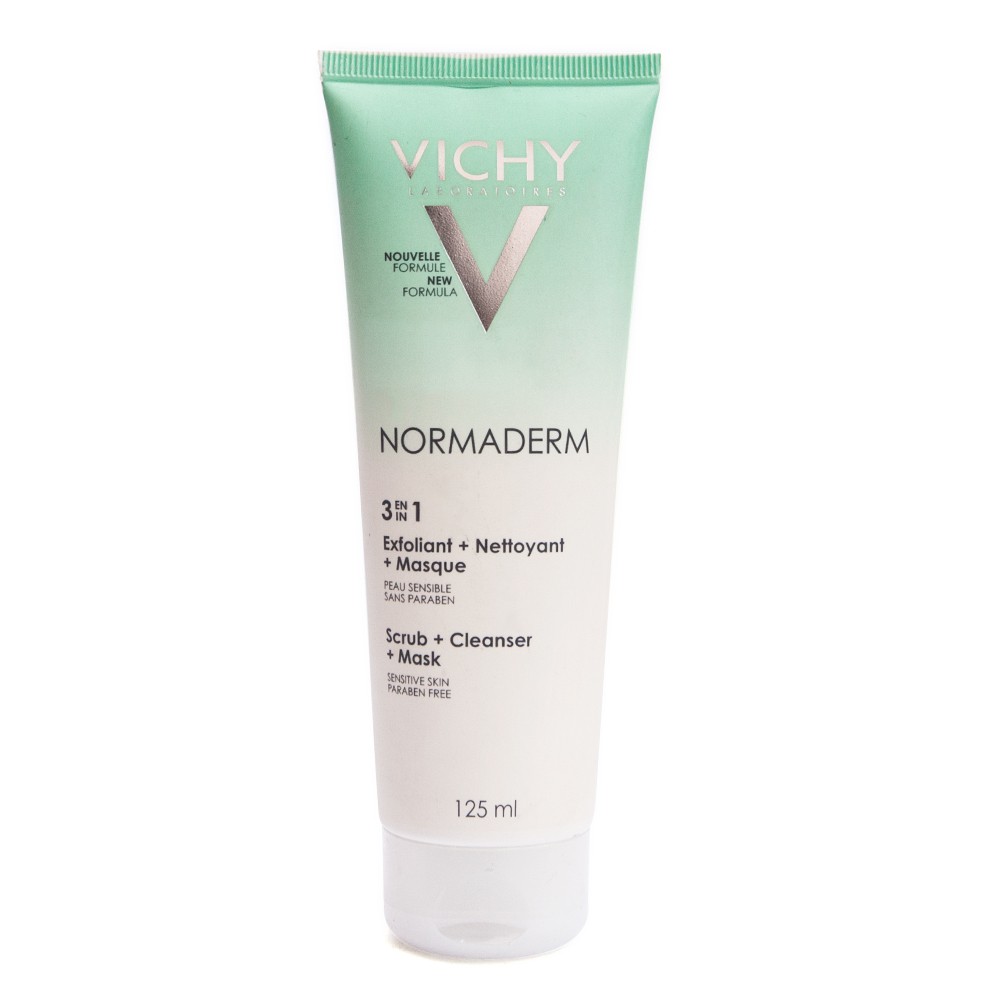 VICHY
LABORATOIRES
V
NOUVELLE
FORMULE
NEW
FORMULA
NORMADERM
3 EN IN 1
Exfoliant + Nettoyant
+ Masque
PEAU SENSIBLE
SANS PARABEN
Scrub + Cleanser
+ Mask
SENSITIVE SKIN
PARABEN FREE
125 ml